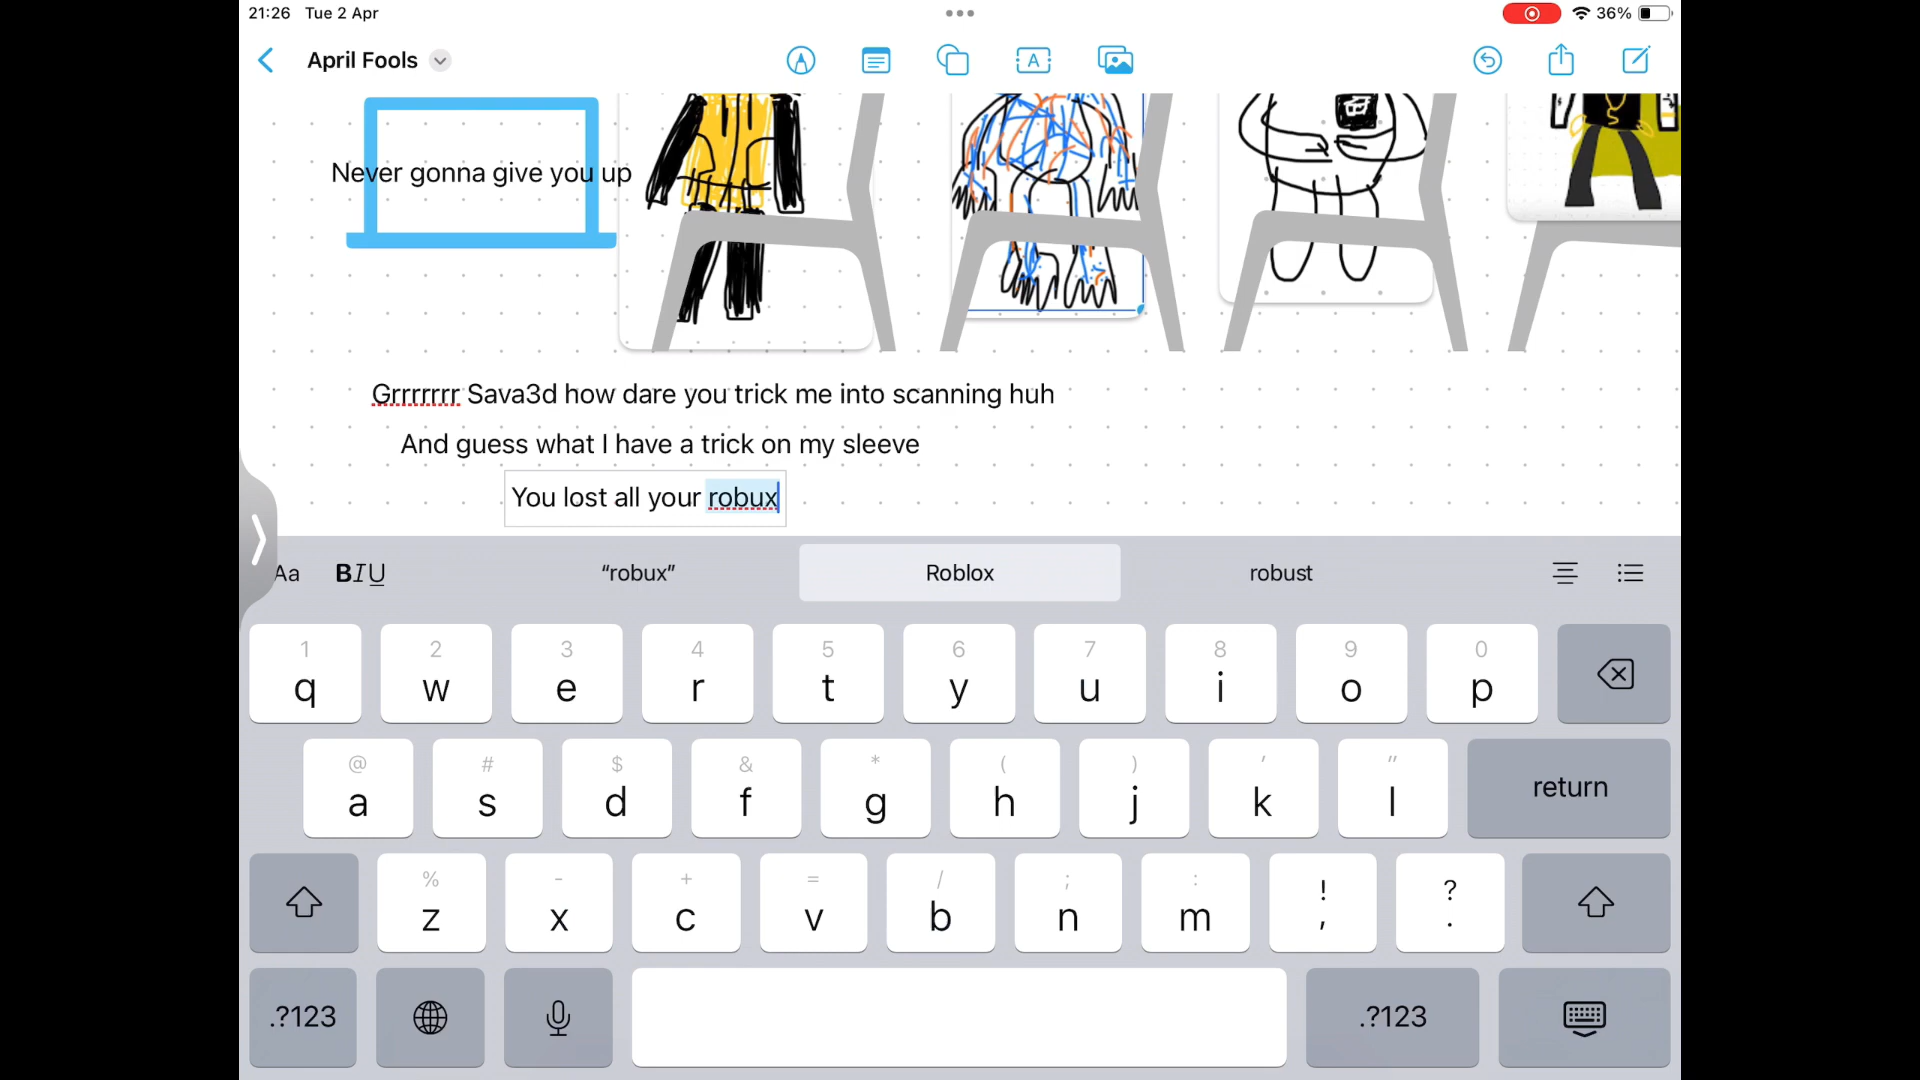 21:26 Tue 2 Apr 36%
April Fools
Never gonna give you up
Grrrrrrr Sava3d how dare you trick me into scanning huh
And guess what I have a trick on my sleeve
You lost all your robux
Aa BIU “robux” Roblox robust
1 2 3 4 5 6 7 8 9 0
q w e r t y u i o p
@ # $ & * ( ) ' "
a s d f g h j k l return
% - + = / ; : ! ?
z x c v b n m , .
.?123 .?123